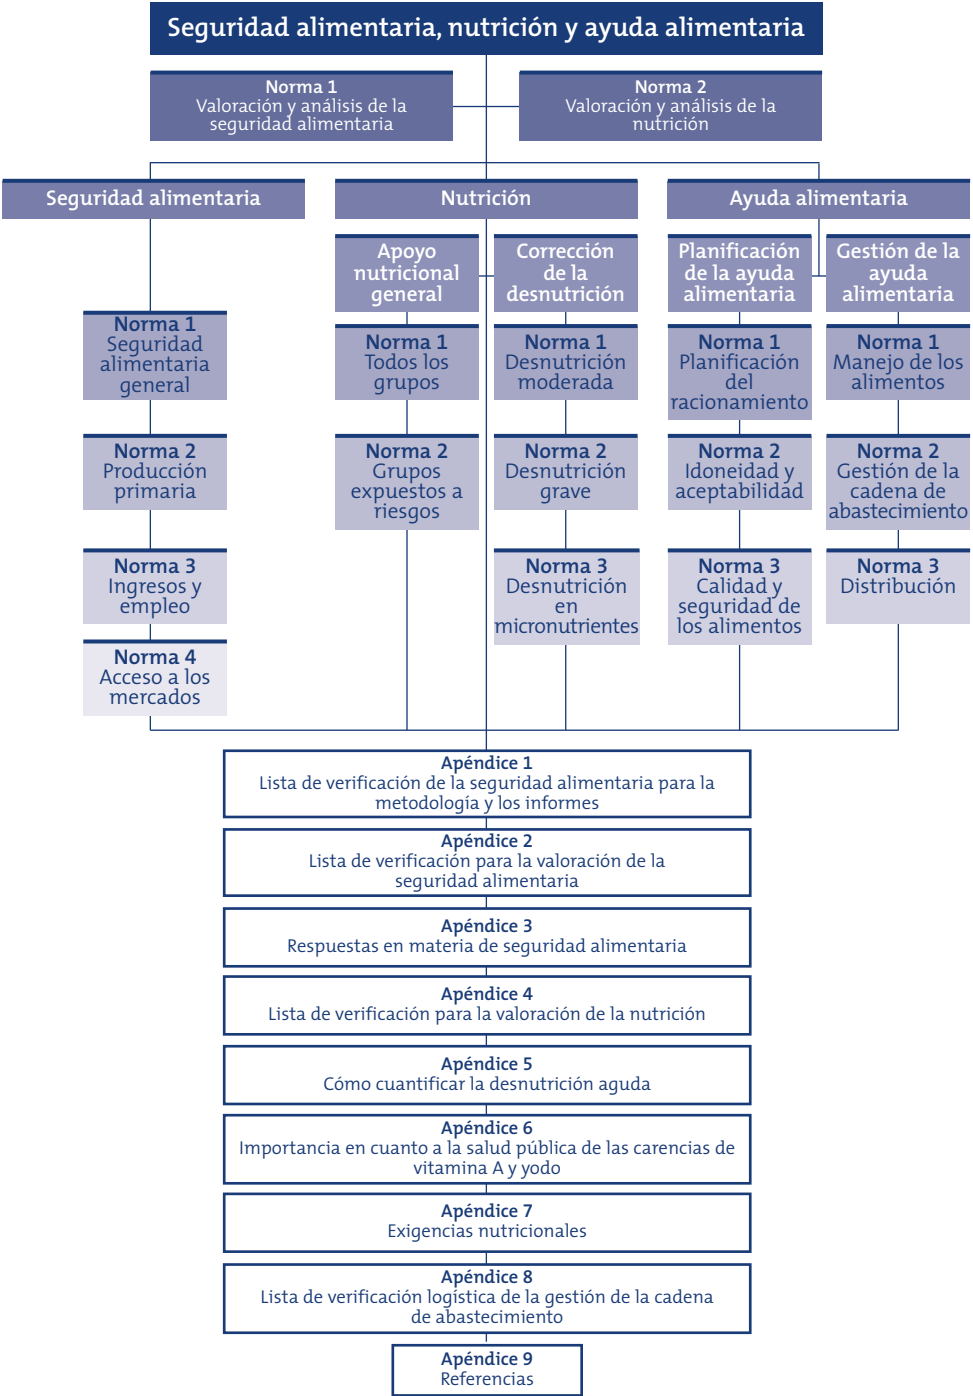 Seguridad alimentaria, nutrición y ayuda alimentaria
Norma 1
Valoración y análisis de la
seguridad alimentaria
Norma 2
Valoración y análisis de la
nutrición
Seguridad alimentaria
Norma 1
Seguridad
alimentaria
general
Norma 2
Producción
primaria
Norma 3
Ingresos y
empleo
Norma 4
Acceso a los
mercados
Nutrición
Apoyo
nutricional
general
Norma 1
Todos los
grupos
Norma 2
Grupos
expuestos a
riesgos
Corrección
de la
desnutrición
Norma 1
Desnutrición
moderada
Norma 2
Desnutrición
grave
Norma 3
Desnutrición
en
micronutrientes
Ayuda alimentaria
Planificación
de la ayuda
alimentaria
Norma 1
Planificación
del
racionamiento
Norma 2
Idoneidad y
aceptabilidad
Norma 3
Calidad y
seguridad de
los alimentos
Gestión de la
ayuda
alimentaria
Norma 1
Manejo de los
alimentos
Norma 2
Gestión de la
cadena de
abastecimiento
Norma 3
Distribución
Apéndice 1
Lista de verificación de la seguridad alimentaria para la
metodología y los informes
Apéndice 2
Lista de verificación para la valoración de la
seguridad alimentaria
Apéndice 3
Respuestas en materia de seguridad alimentaria
Apéndice 4
Lista de verificación para la valoración de la nutrición
Apéndice 5
Cómo cuantificar la desnutrición aguda
Apéndice 6
Importancia en cuanto a la salud pública de las carencias de
vitamina A y yodo
Apéndice 7
Exigencias nutricionales
Apéndice 8
Lista de verificación logística de la gestión de la cadena
de abastecimiento
Apéndice 9
Referencias